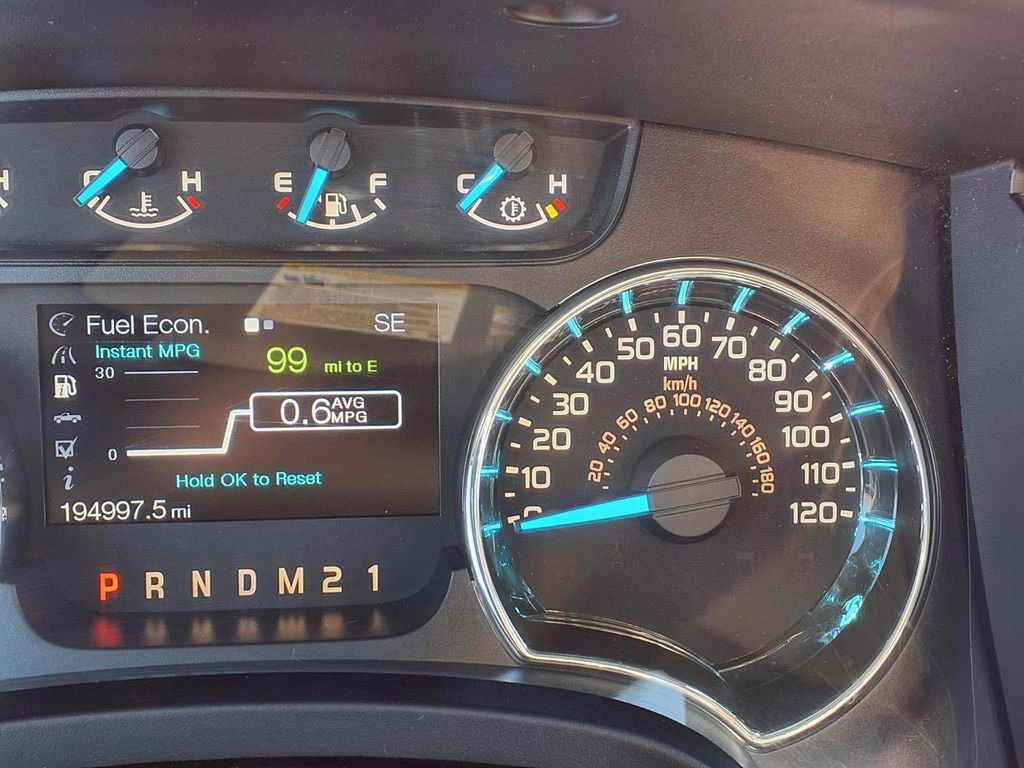 H
C H
E F
C H
Fuel Econ.
SE
Instant MPG
30
99 mi to E
0.6 AVG MPG
0
Hold OK to Reset
194997.5 mi
P R N D M 2 1
0 10 20 30 40 50 60 70 80 90 100 110 120
MPH
km/h
20 40 60 80 100 120 140 160 180